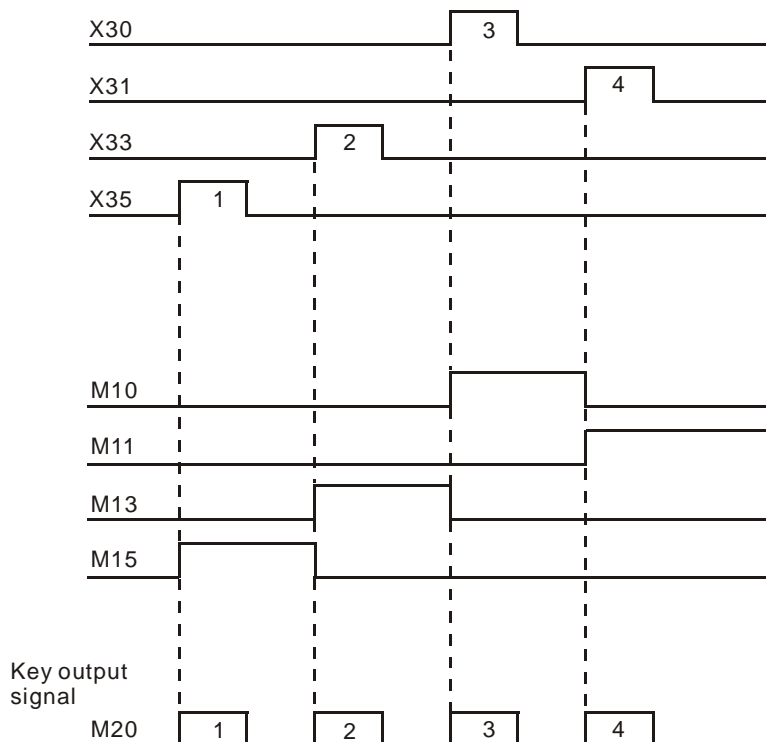 X30 3
X31 4
X33 2
X35 1
M10
M11
M13
M15
Key output
signal
M20 1 2 3 4